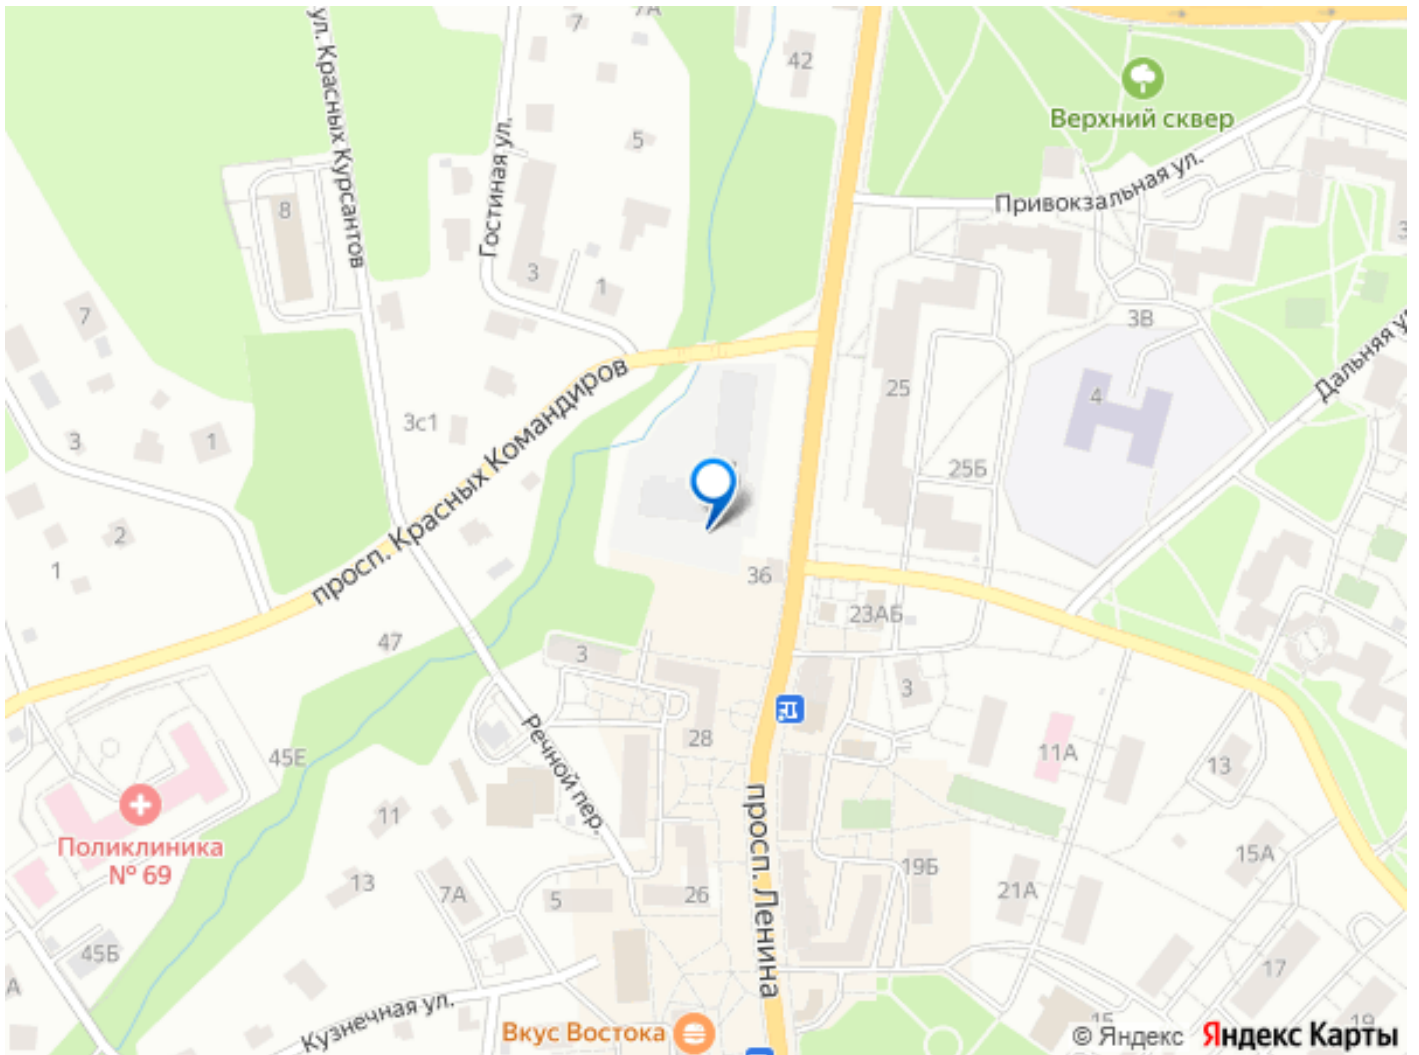 7
7А
42
ул. Красных Курсантов
Верхний сквер
5
Гостиная ул.
Привокзальная ул.
8
3
1
7
3В
Дальняя ул.
просп. Красных Командиров
25
4
3с1
3
1
25Б
2
1
36
23АБ
47
3
3
28
11А
13
45Е
Речной пер.
просп. Ленина
11
Поликлиника
№ 69
13
7А
5
26
19Б
21А
15А
45Б
17
А
Кузнечная ул.
Вкус Востока
15
19
© Яндекс Яндекс Карты